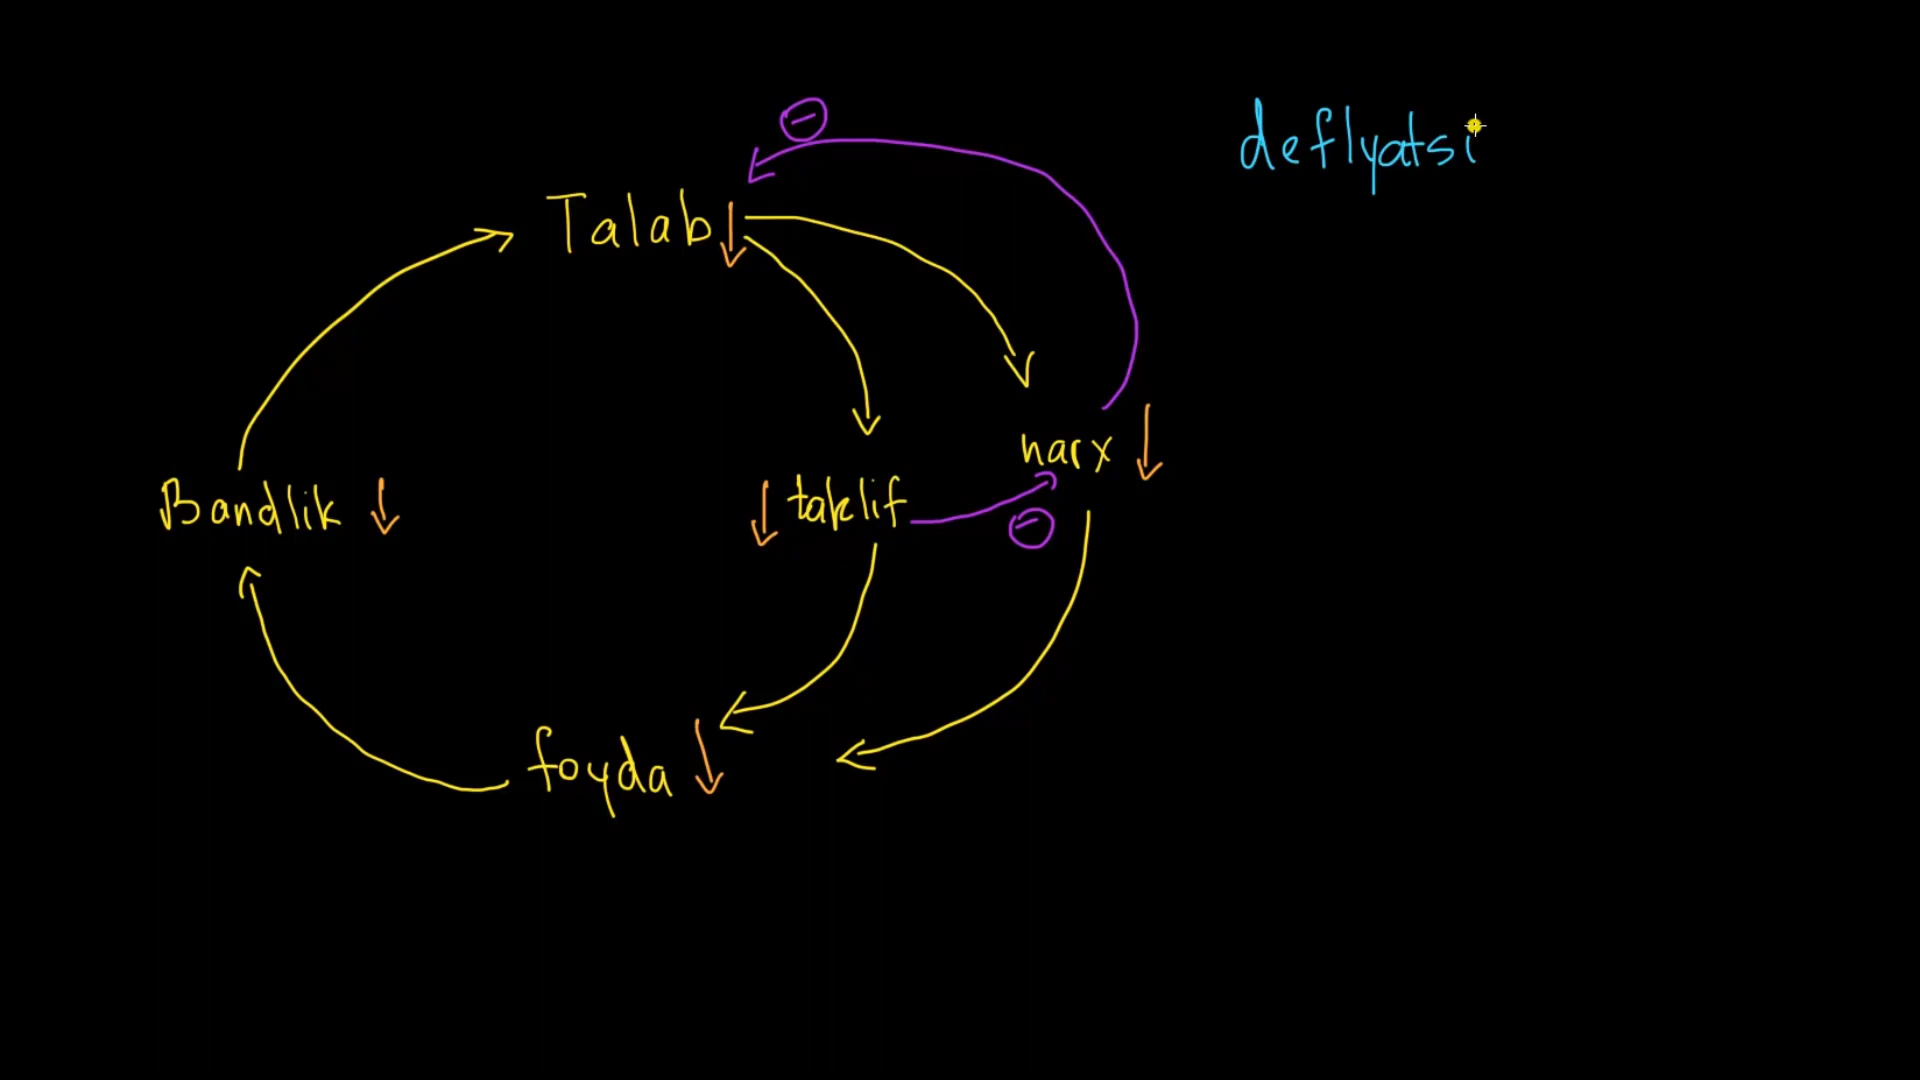 deflyatsi
Talab
narx
Bandlik
taklif
foyda